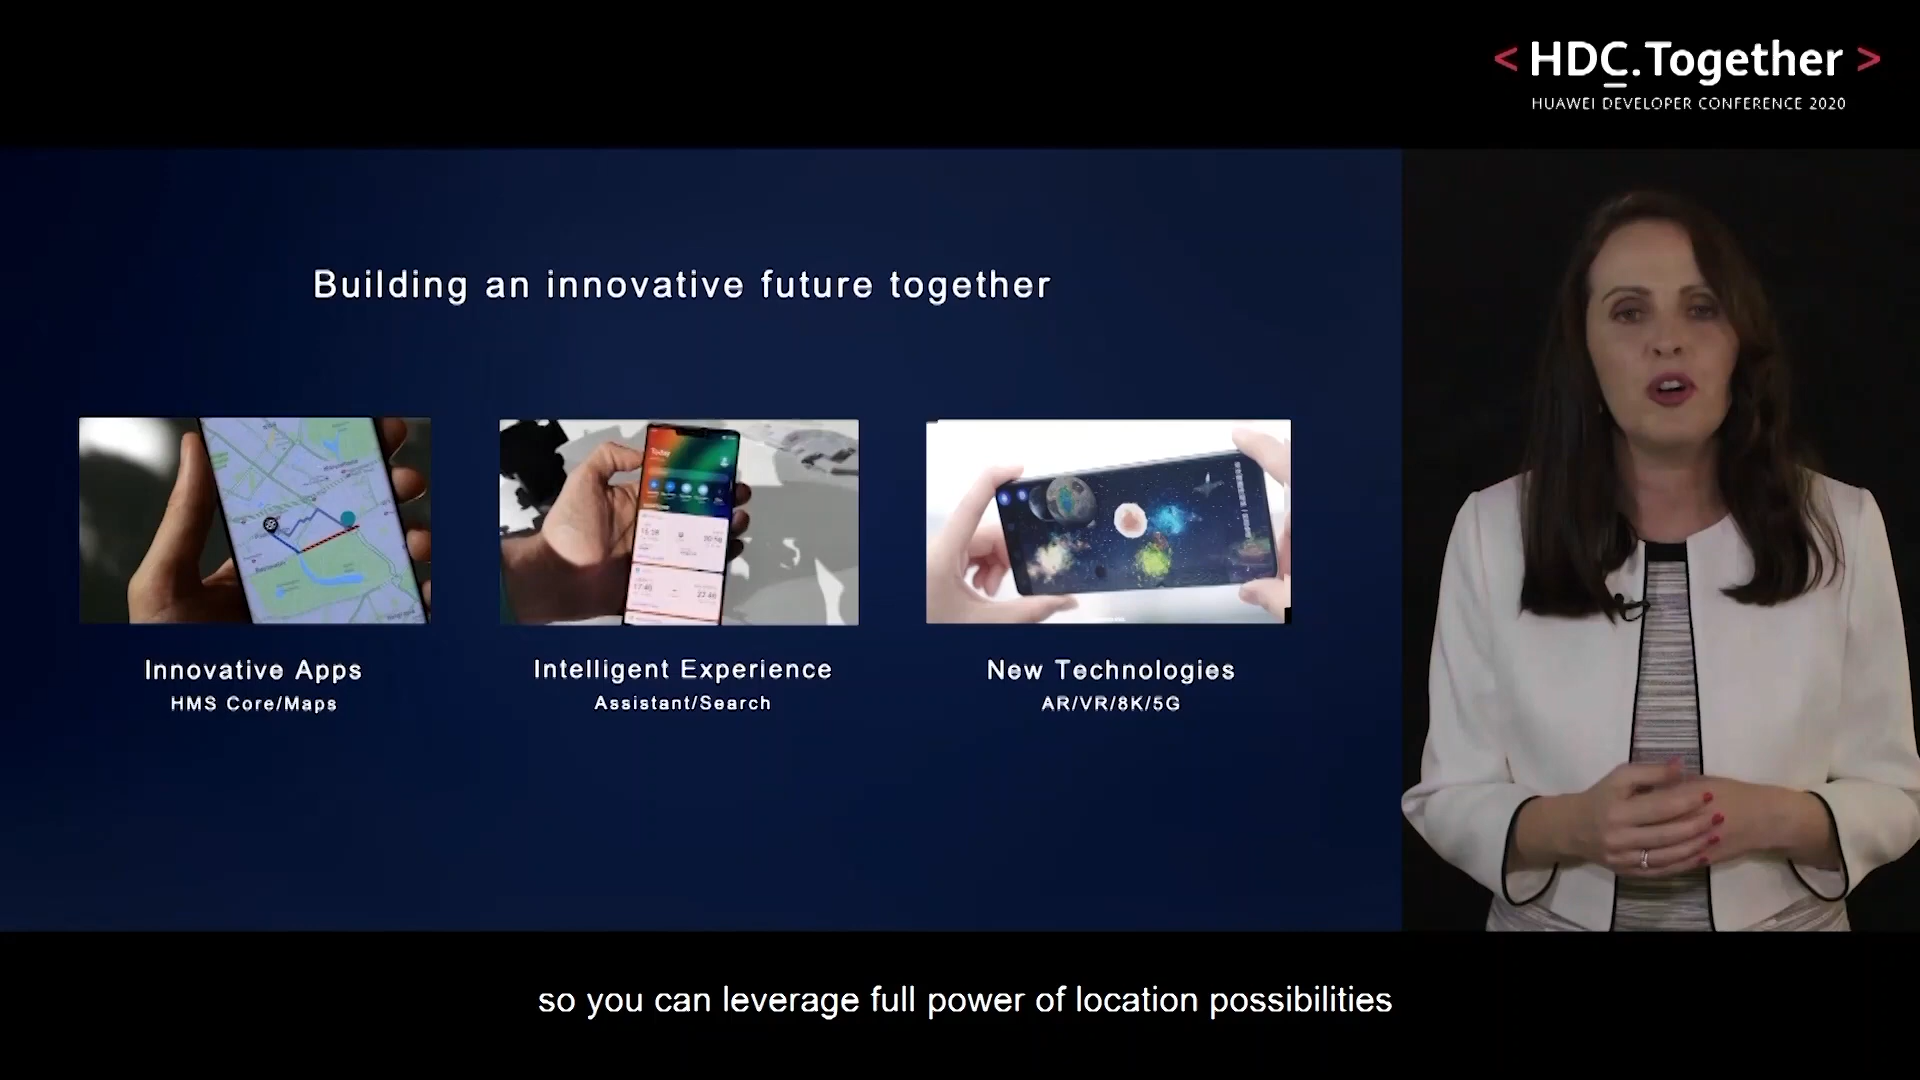 < HDC.Together >
HUAWEI DEVELOPER CONFERENCE 2020
Building an innovative future together
Today
Innovative Apps
HMS Core/Maps
Intelligent Experience
Assistant/Search
New Technologies
AR/VR/8K/5G
so you can leverage full power of location possibilities